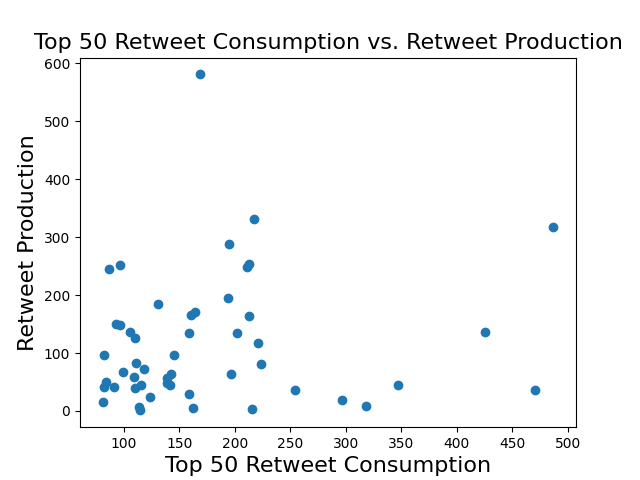 Top 50 Retweet Consumption vs. Retweet Production
600
500
400
300
200
100
0
Retweet Production
100 150 200 250 300 350 400 450 500
Top 50 Retweet Consumption